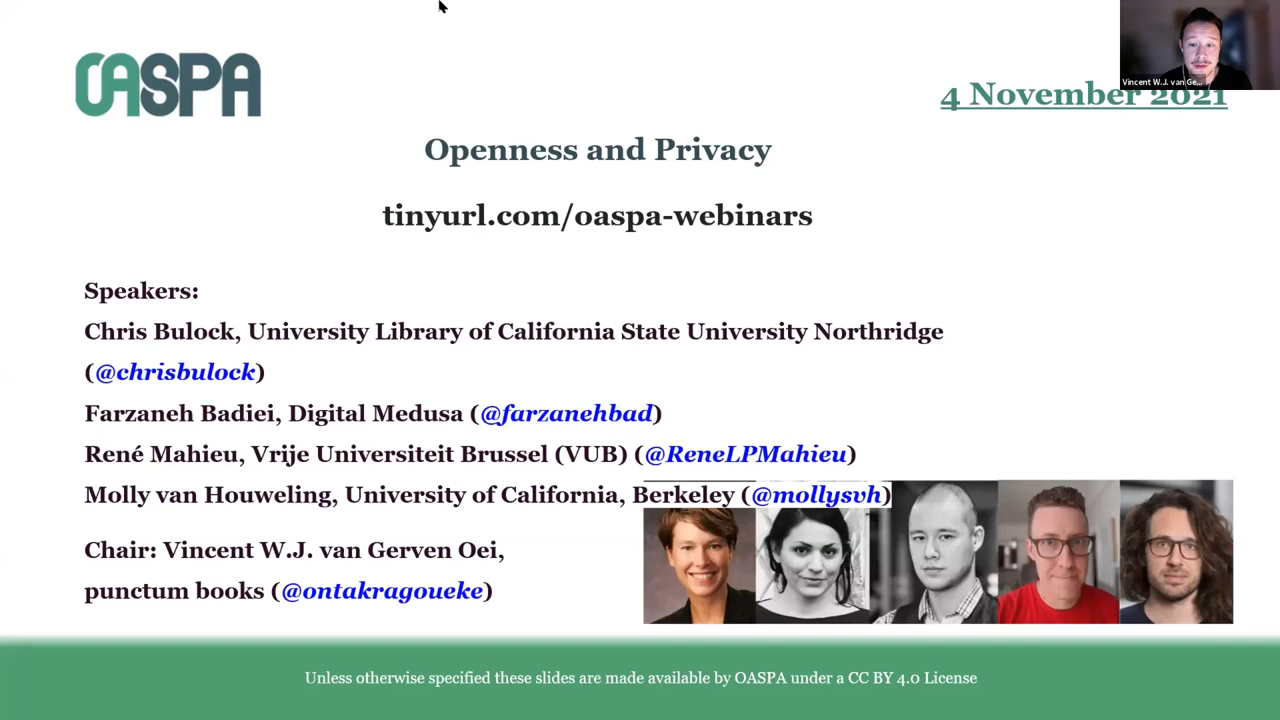 OASPA
Vincent W.J. van Ge...
4 November 2021
Openness and Privacy
tinyurl.com/oaspa-webinars
Speakers:
Chris Bulock, University Library of California State University Northridge
(@chrisbulock)
Farzaneh Badiei, Digital Medusa (@farzanehbad)
René Mahieu, Vrije Universiteit Brussel (VUB) (@ReneLPMahieu)
Molly van Houweling, University of California, Berkeley (@mollysvh)
Chair: Vincent W.J. van Gerven Oei,
punctum books (@ontakragoueke)
Unless otherwise specified these slides are made available by OASPA under a CC BY 4.0 License